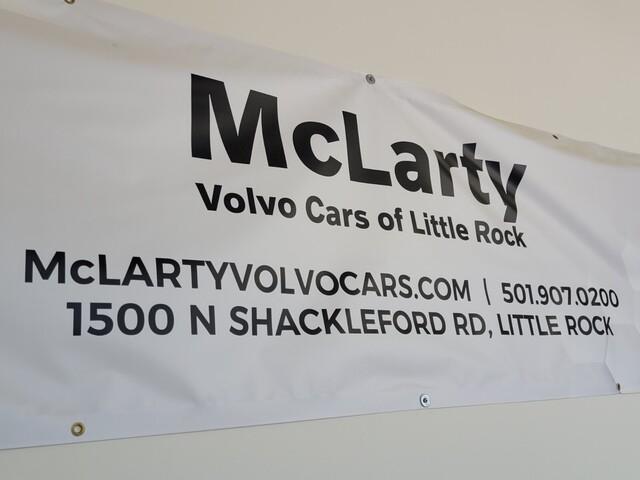 McLarty
Volvo Cars of Little Rock
McLARTYVOLVOCARS.COM | 501.907.0200
1500 N SHACKLEFORD RD, LITTLE ROCK